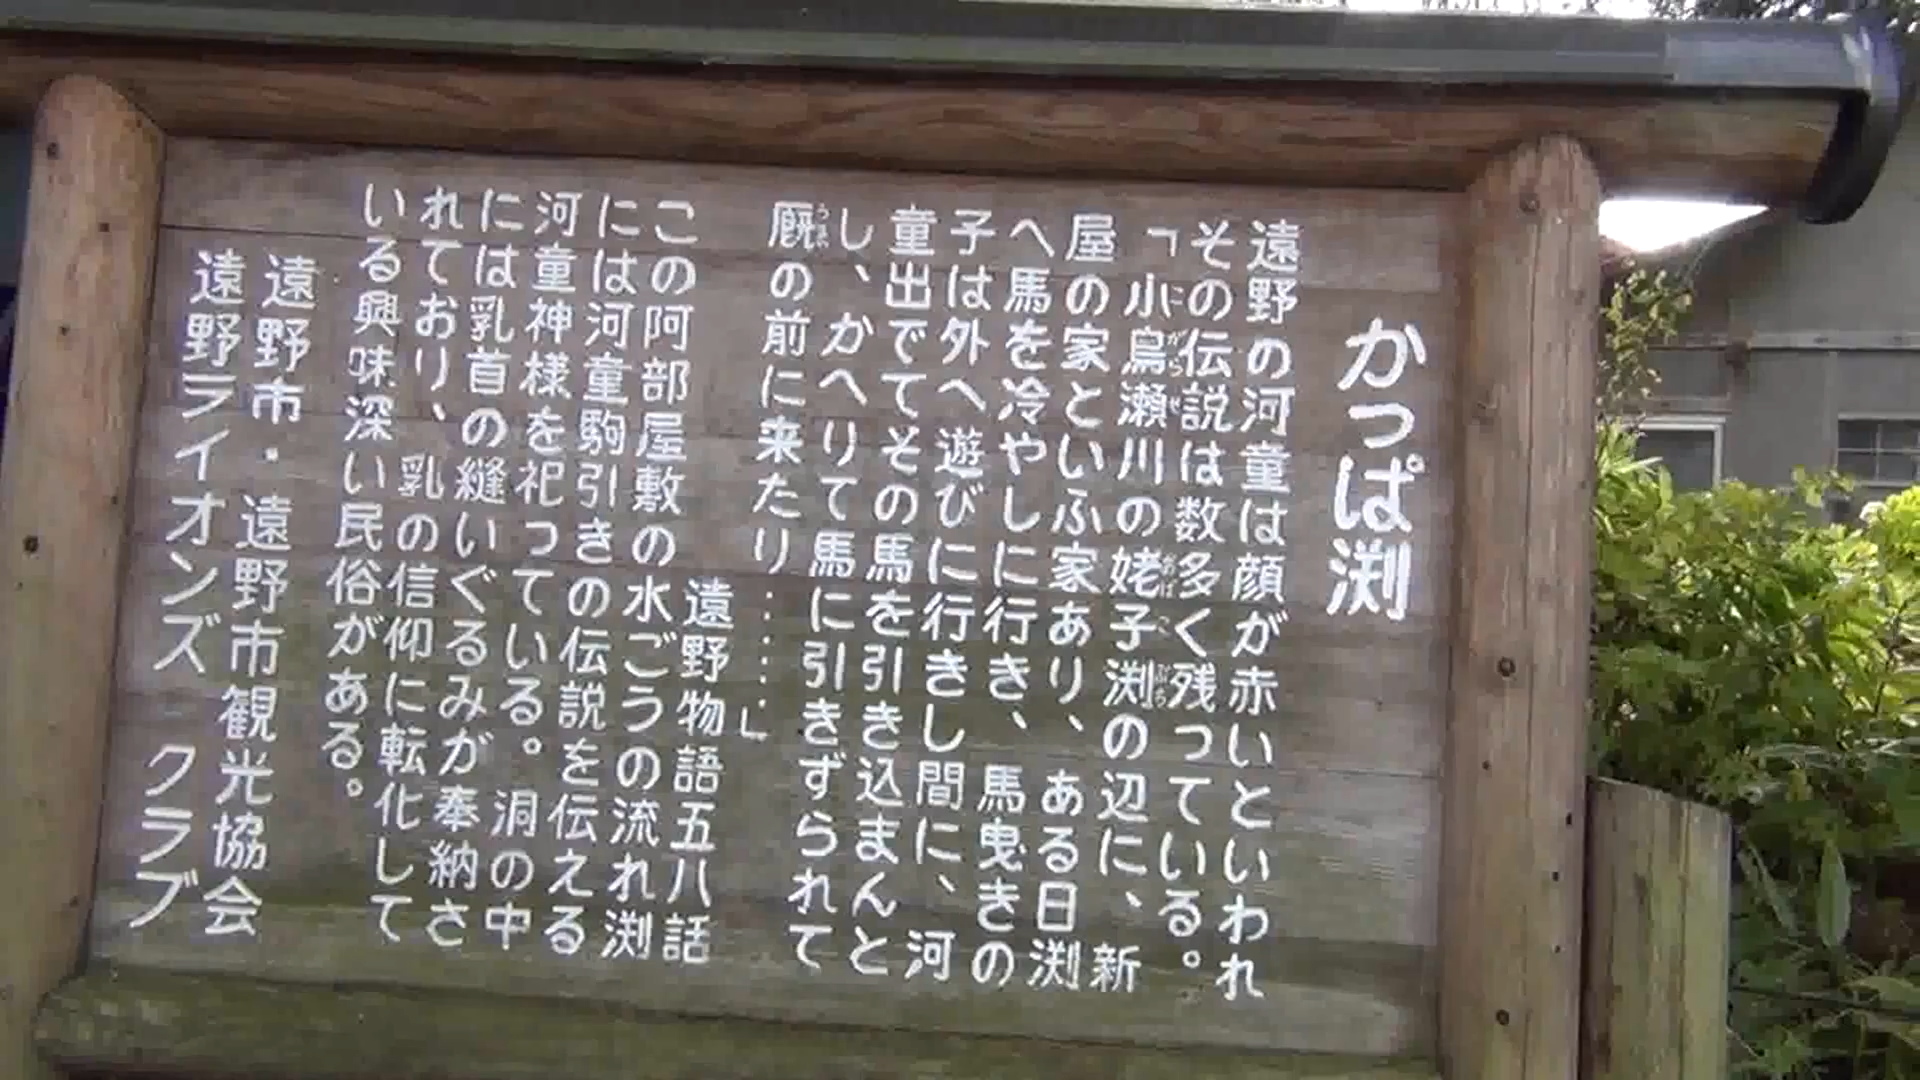 かっぱ渕
遠野の河童は顔が赤いといわれ
その伝説は数多く残っている。
「小烏瀬川の姥子渕の辺に、新
屋の家といふ家あり、ある日渕
へ馬を冷やしに行き、馬曳きの
子は外へ遊びに行きし間に、河
童出でてその馬を引き込まんと
し、かへりて馬に引きずられて
厩の前に来たり………」
遠野物語五八話
この阿部屋敷の水ごうの流れ渕
には河童駒引きの伝説を伝える
河童神様を祀っている。洞の中
には乳首の縫いぐるみが奉納さ
れており、乳の信仰に転化して
いる興味深い民俗がある。
遠野市・遠野市観光協会
遠野ライオンズクラブ